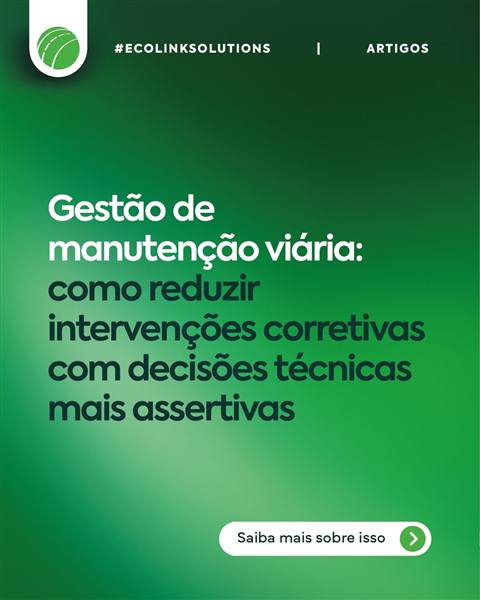 #ECOLINKSOLUTIONS | ARTIGOS
Gestão de
manutenção viária:
como reduzir
intervenções corretivas
com decisões técnicas
mais assertivas
Saiba mais sobre isso